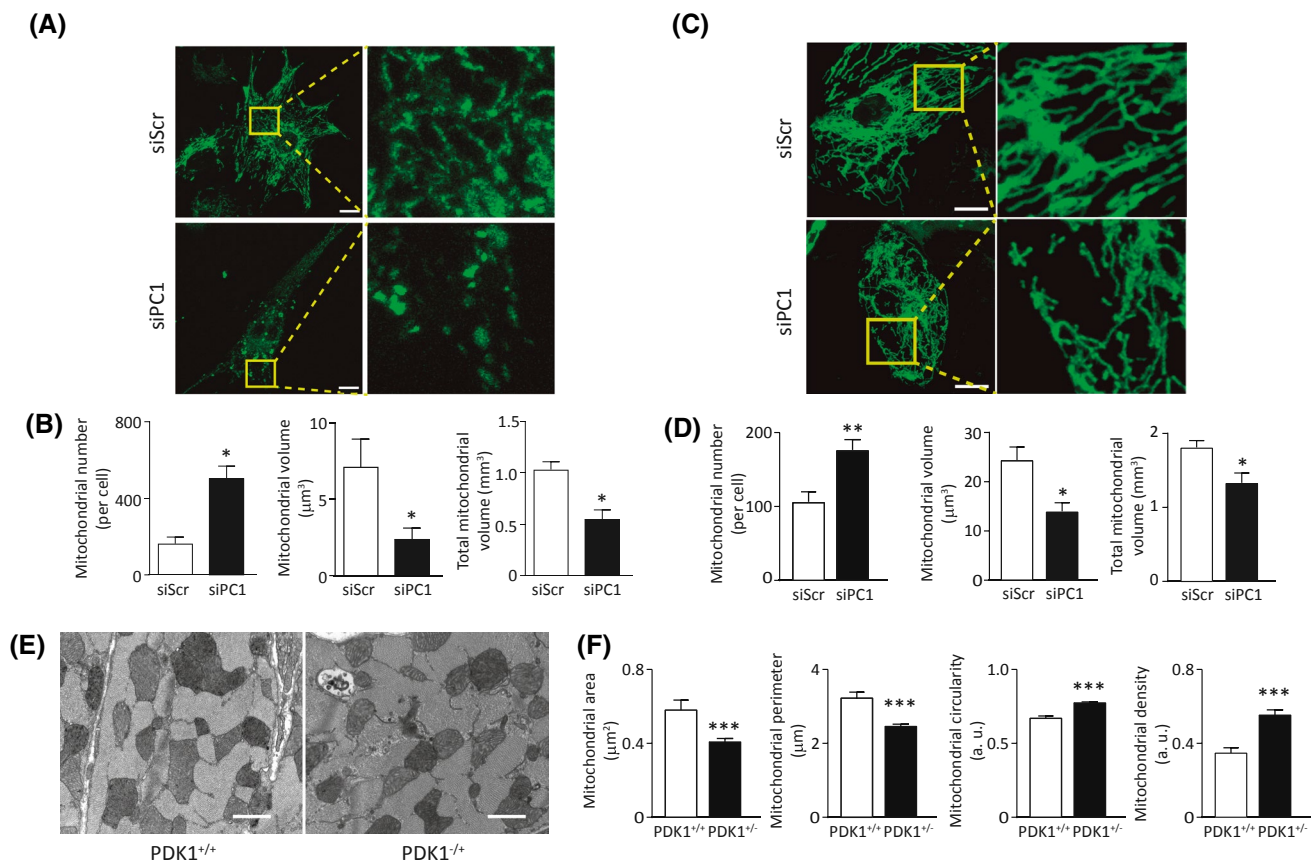 (A)
siScr
siPC1
(C)
siScr
siPC1
(B)
Mitochondrial number
(per cell)
800
400
0
*
siScr siPC1
Mitochondrial volume
(μm³)
10
5
0
*
siScr siPC1
Total mitochondrial
volume (mm³)
1.5
1.0
0.5
0
*
siScr siPC1
(D)
Mitochondrial number
(per cell)
200
100
0
**
siScr siPC1
Mitochondrial volume
(μm³)
40
30
20
10
0
*
siScr siPC1
Total mitochondrial
volume (mm³)
2
1
0
*
siScr siPC1
(E)
PDK1+/+
PDK1-/+
(F)
Mitochondrial area
(μm²)
0.8
0.4
0
***
PDK1+/+ PDK1+/-
Mitochondrial perimeter
(μm)
4
2
0
***
PDK1+/+ PDK1+/-
Mitochondrial circularity
(a. u.)
1.0
0.5
0
***
PDK1+/+ PDK1+/-
Mitochondrial density
(a. u.)
0.8
0.4
0
***
PDK1+/+ PDK1+/-